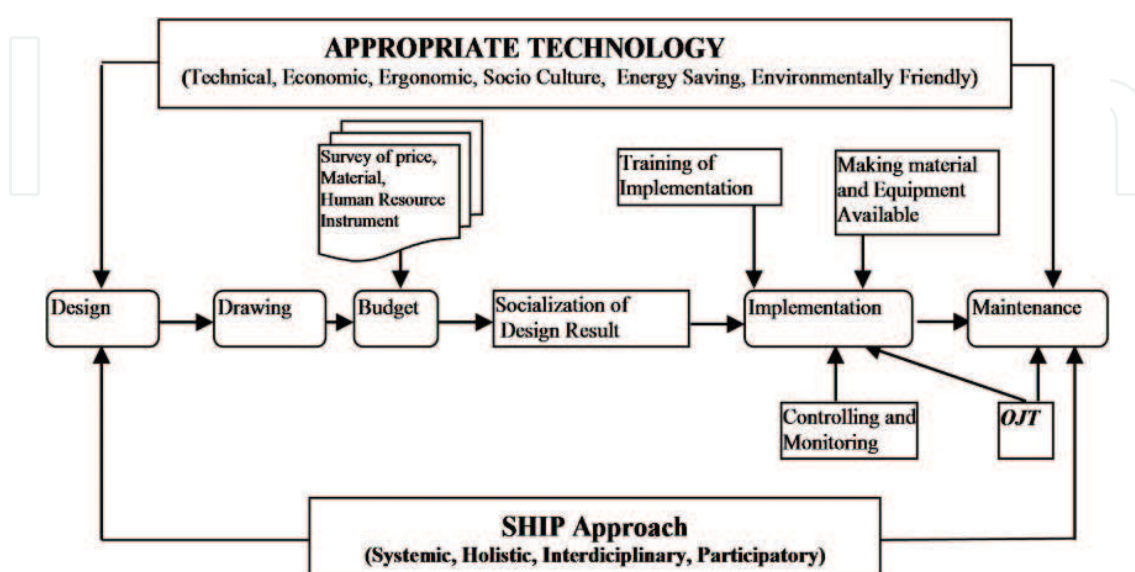 APPROPRIATE TECHNOLOGY
(Technical, Economic, Ergonomic, Socio Culture, Energy Saving, Environmentally Friendly)
Survey of price,
Material,
Human Resource
Instrument
Training of
Implementation
Making material
and Equipment
Available
Design
Drawing
Budget
Socialization of
Design Result
Implementation
Maintenance
Controlling and
Monitoring
OJT
SHIP Approach
(Systemic, Holistic, Interdiciplinary, Participatory)